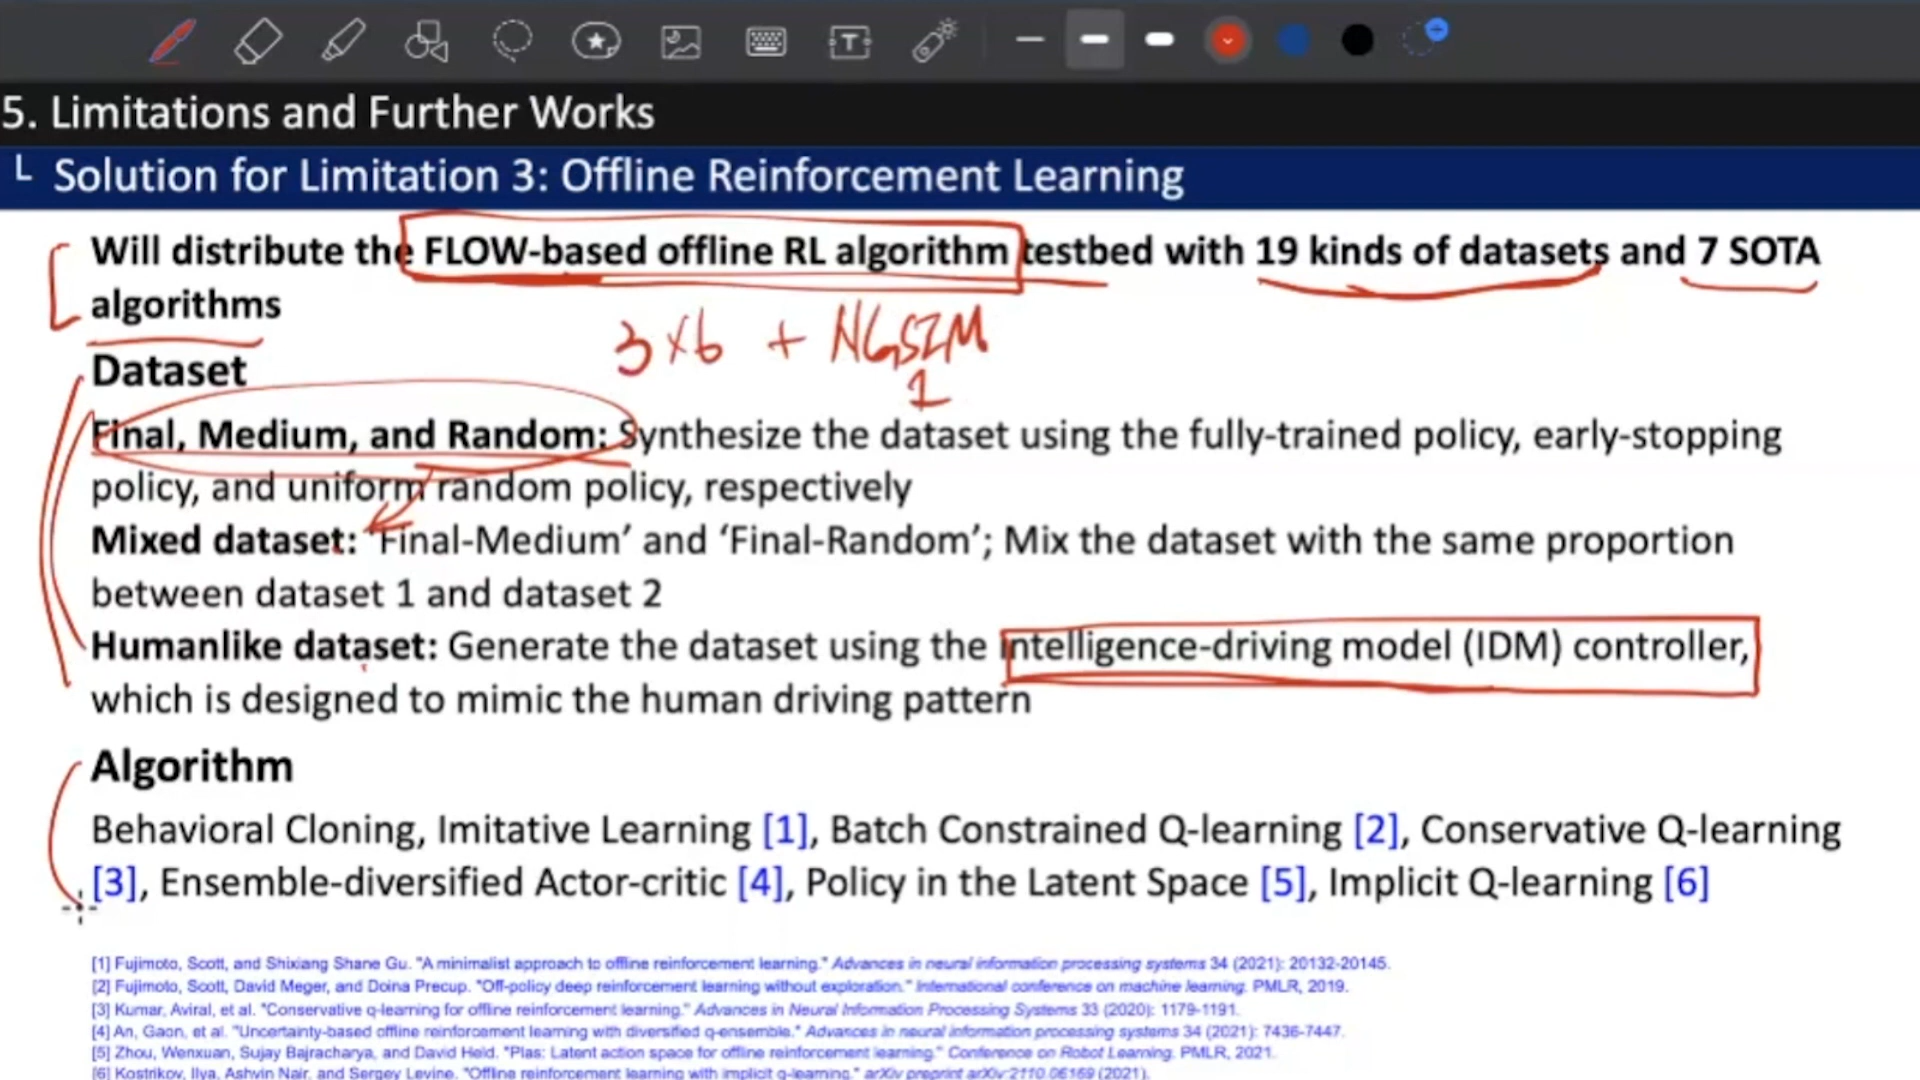 5. Limitations and Further Works
└ Solution for Limitation 3: Offline Reinforcement Learning
Will distribute the FLOW-based offline RL algorithm testbed with 19 kinds of datasets and 7 SOTA
algorithms
3×6 + NGSIM
1
Dataset
Final, Medium, and Random: Synthesize the dataset using the fully-trained policy, early-stopping
policy, and uniform random policy, respectively
Mixed dataset: 'Final-Medium' and 'Final-Random'; Mix the dataset with the same proportion
between dataset 1 and dataset 2
Humanlike dataset: Generate the dataset using the intelligence-driving model (IDM) controller,
which is designed to mimic the human driving pattern
Algorithm
Behavioral Cloning, Imitative Learning [1], Batch Constrained Q-learning [2], Conservative Q-learning
[3], Ensemble-diversified Actor-critic [4], Policy in the Latent Space [5], Implicit Q-learning [6]
[1] Fujimoto, Scott, and Shixiang Shane Gu. "A minimalist approach to offline reinforcement learning." Advances in neural information processing systems 34 (2021): 20132-20145.
[2] Fujimoto, Scott, David Meger, and Doina Precup. "Off-policy deep reinforcement learning without exploration." International conference on machine learning. PMLR, 2019.
[3] Kumar, Aviral, et al. "Conservative q-learning for offline reinforcement learning." Advances in Neural Information Processing Systems 33 (2020): 1179-1191.
[4] An, Gaon, et al. "Uncertainty-based offline reinforcement learning with diversified q-ensemble." Advances in neural information processing systems 34 (2021): 7436-7447.
[5] Zhou, Wenxuan, Sujay Bajracharya, and David Held. "Plas: Latent action space for offline reinforcement learning." Conference on Robot Learning. PMLR, 2021.
[6] Kostrikov, Ilya, Ashvin Nair, and Sergey Levine. "Offline reinforcement learning with implicit q-learning." arXiv preprint arXiv:2110.06169 (2021).